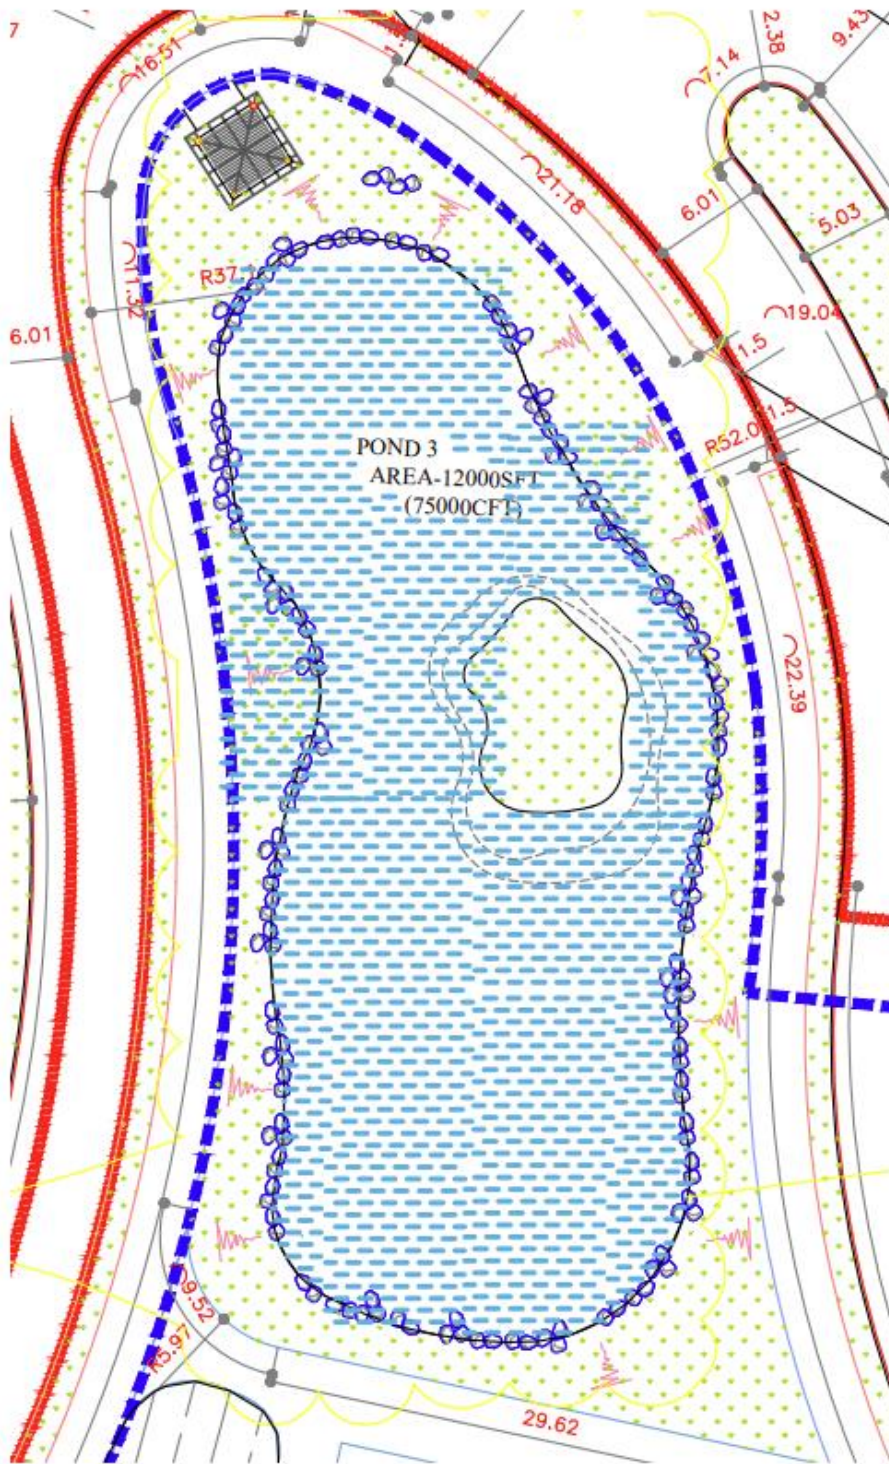 7
16.51
2.38
9.43
7.14
21.18
6.01
5.03
R37.
11.32
19.04
6.01
1.5
1.5
R52.0
POND 3
AREA-12000SFT
(75000CFT)
22.39
9.52
R5.97
29.62